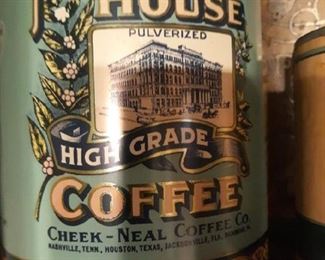 HOUSE
PULVERIZED
HIGH GRADE
COFFEE
CHEEK-NEAL COFFEE CO.
NASHVILLE, TENN., HOUSTON, TEXAS, JACKSONVILLE, FLA.